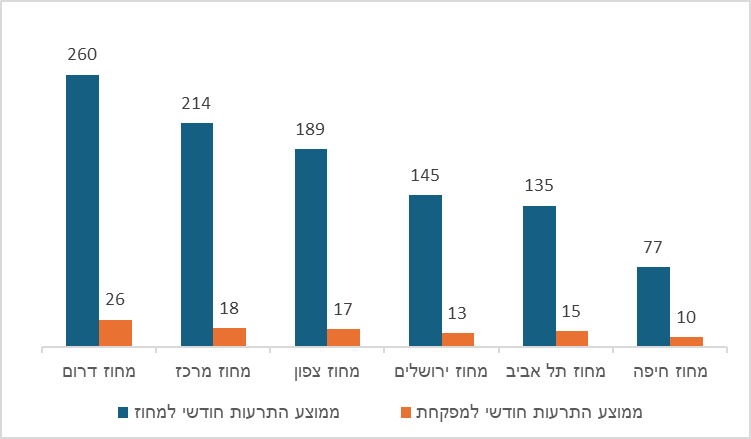 260
214
189
145
135
77
26
18
17
13
15
10
מחוז דרום
מחוז מרכז
מחוז צפון
מחוז ירושלים
מחוז תל אביב
מחוז חיפה
ממוצע התרעות חודשי למחוז
ממוצע התרעות חודשי למפקחת